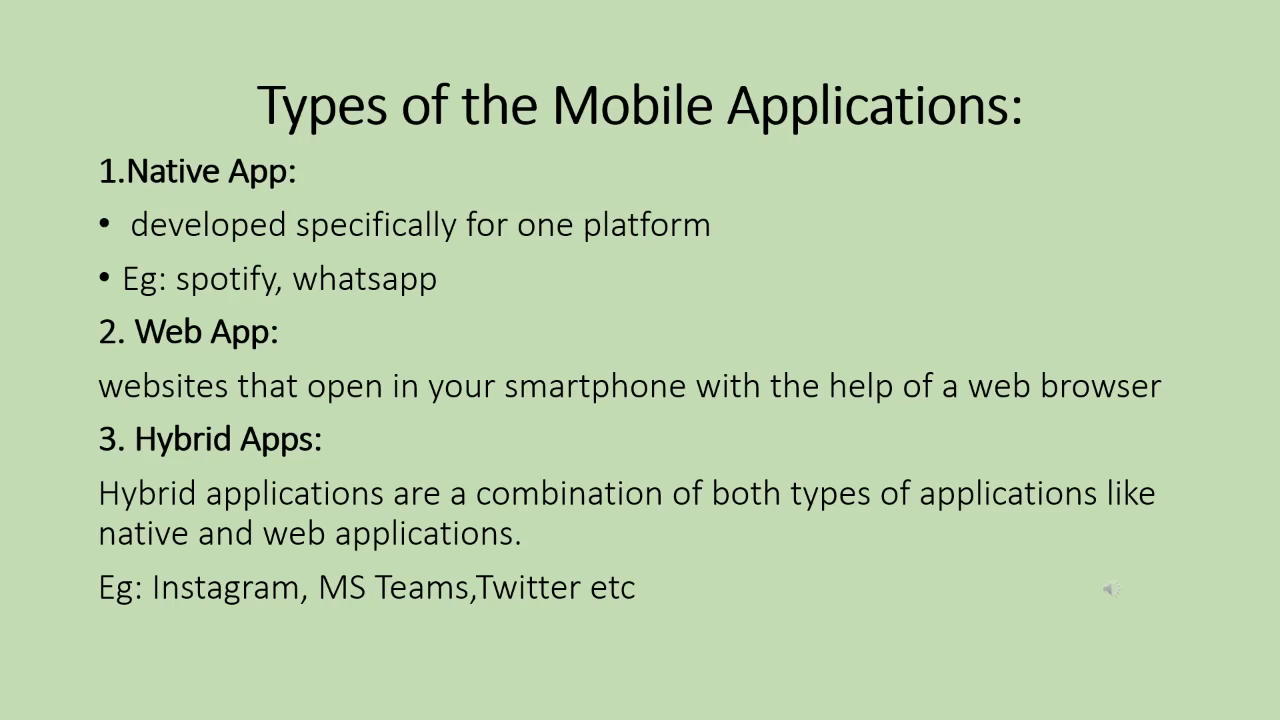 Types of the Mobile Applications:
1.Native App:
• developed specifically for one platform
• Eg: spotify, whatsapp
2. Web App:
websites that open in your smartphone with the help of a web browser
3. Hybrid Apps:
Hybrid applications are a combination of both types of applications like
native and web applications.
Eg: Instagram, MS Teams,Twitter etc